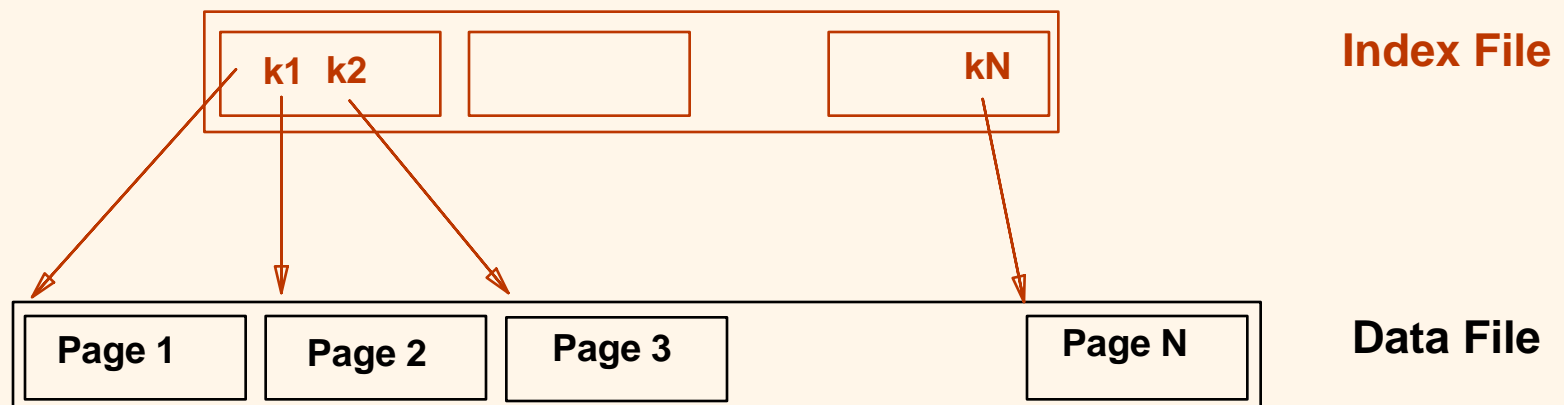 k1 k2 kN Index File
Page 1 Page 2 Page 3 Page N Data File